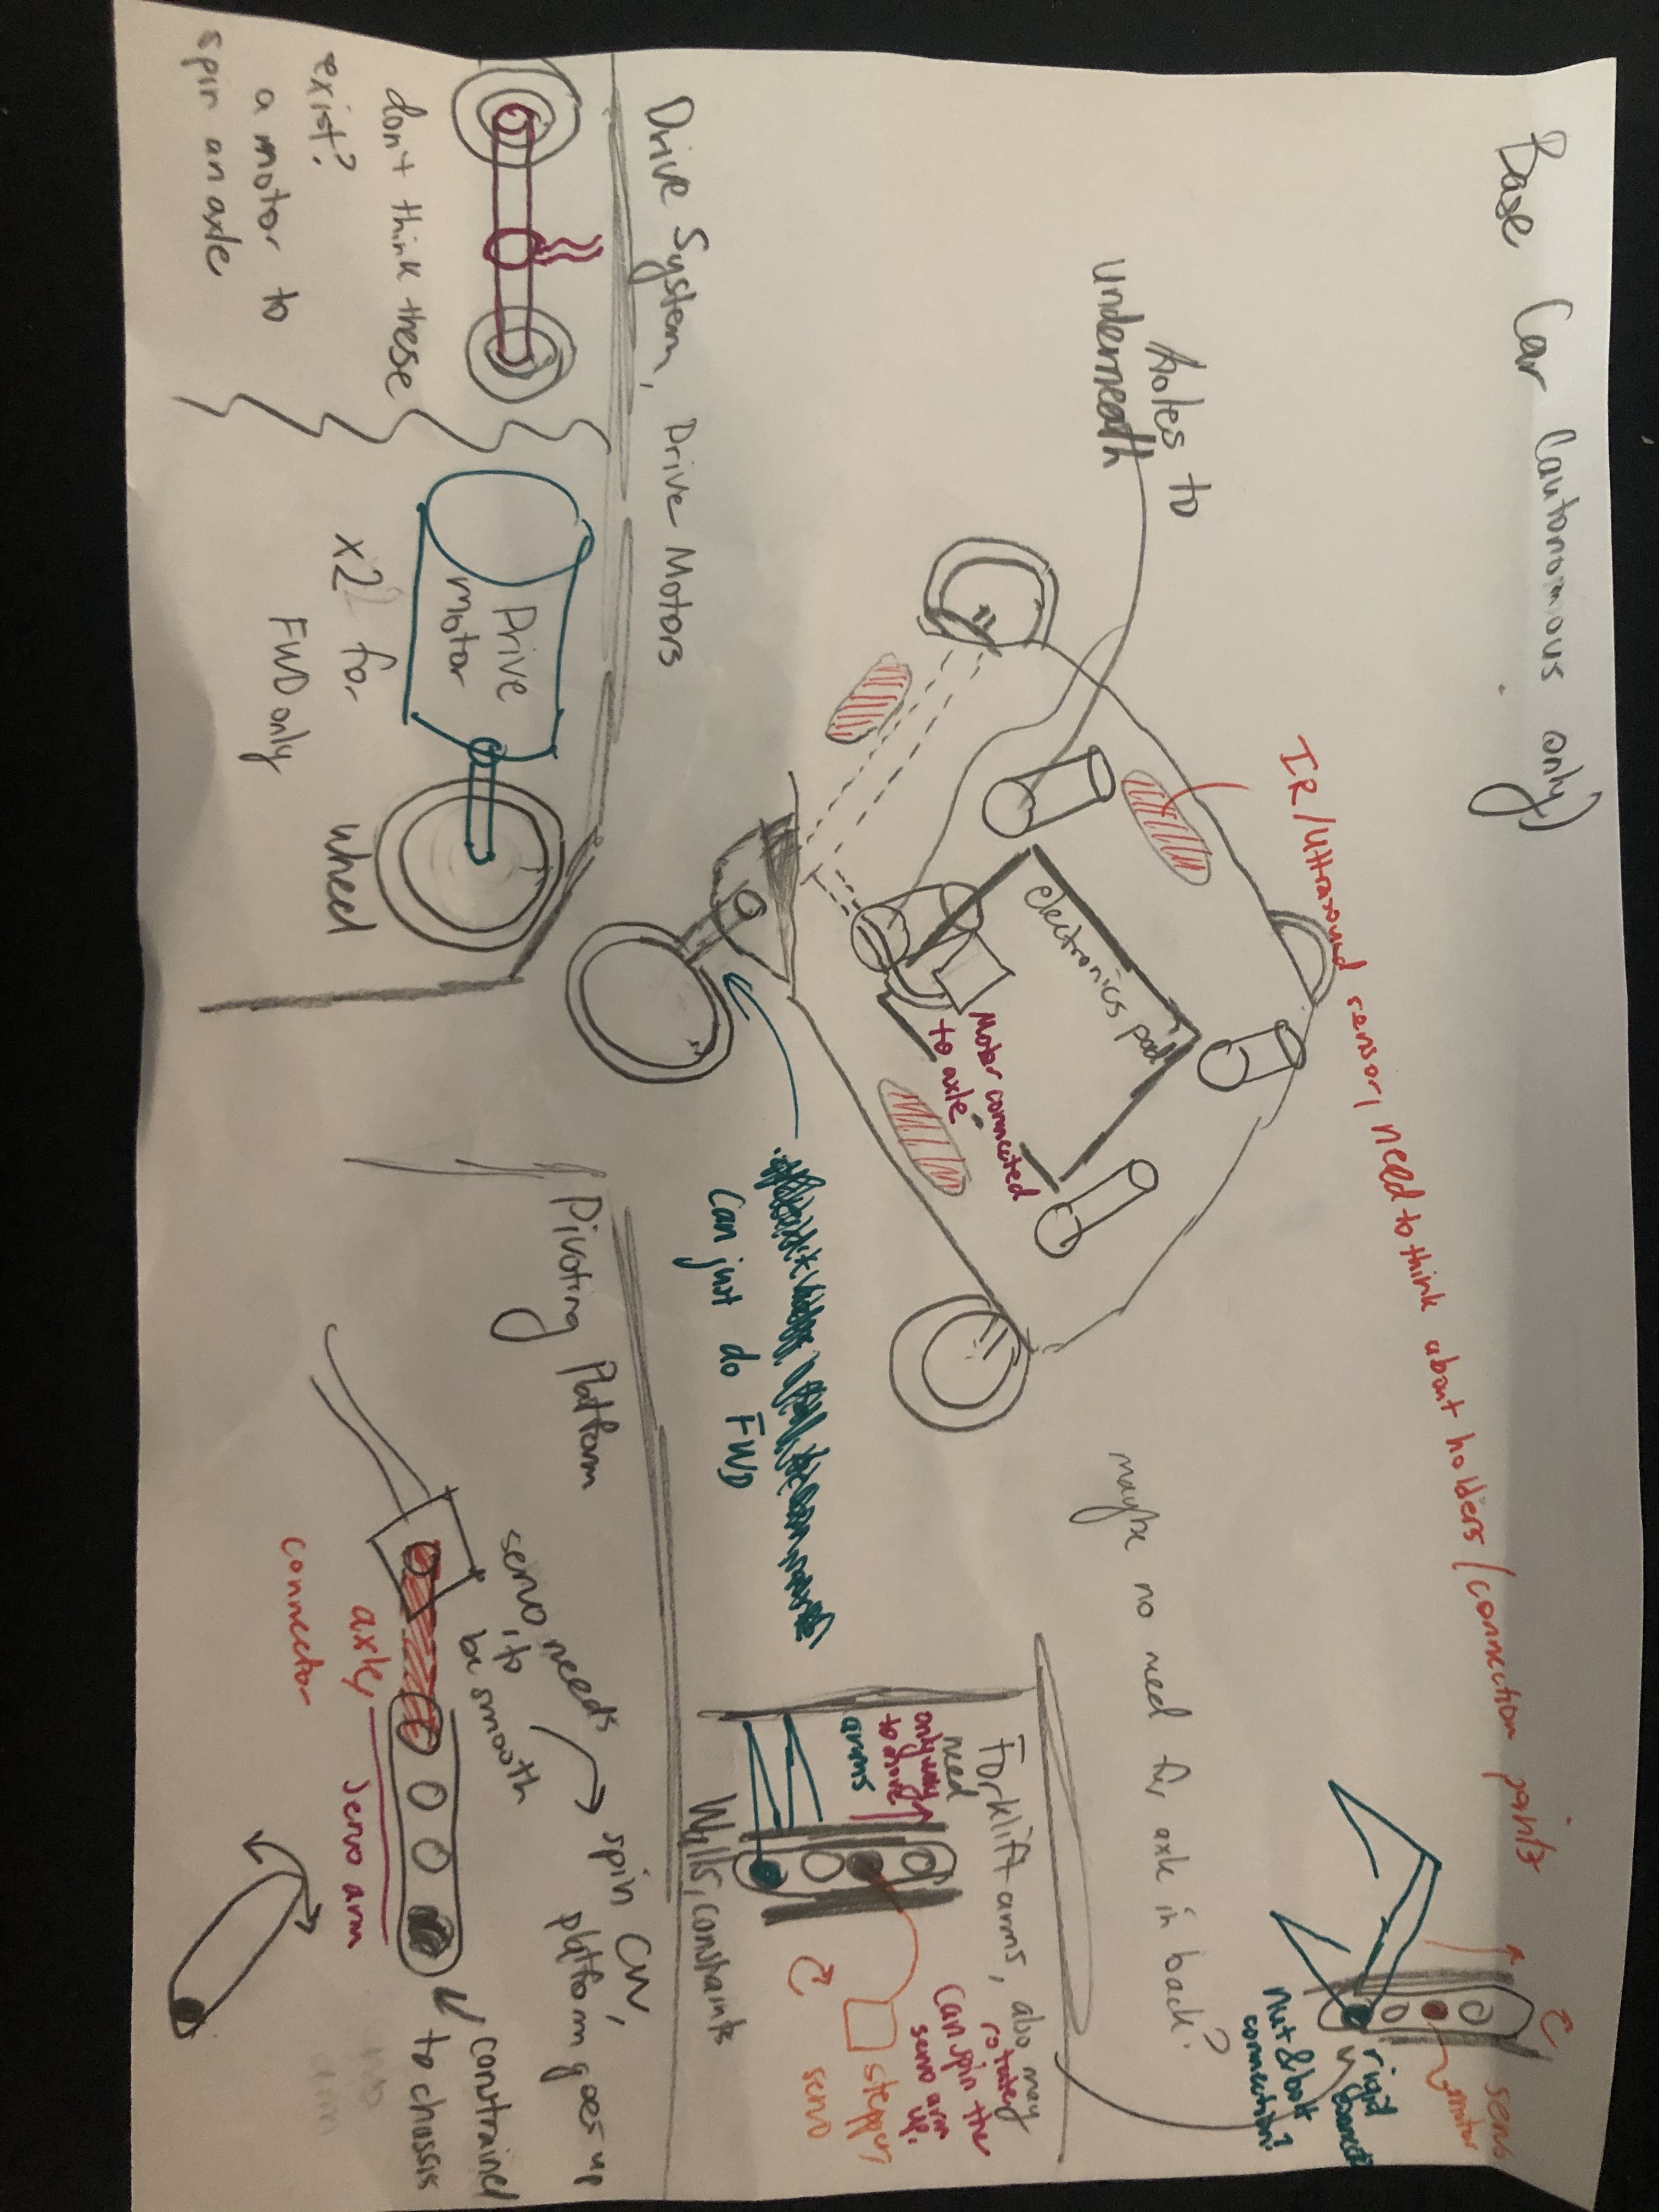 Base Car (autonomous only)
IR/Ultrasound sensor, need to think about holders/connection points
holes to
underneath
electronics pad
Motor connected
to axle
Can just do FWD
maybe no need for axle in back?
sens
motor
rigid
Nut & bolt
connection?
Drive System, Drive Motors
don't think these
exist?
a motor to
spin an axle
Drive
Motor
x2 for
FWD only
wheel
Forklift arms, also may
need
rotary
only way
to move
arms
Can spin the
servo arm
up.
stepper/
servo
Walls, constraints
Pivoting Platform
servo, needs
to
be smooth
spin CW,
platform goes up
constrained
to chassis
axle,
connector
servo arm